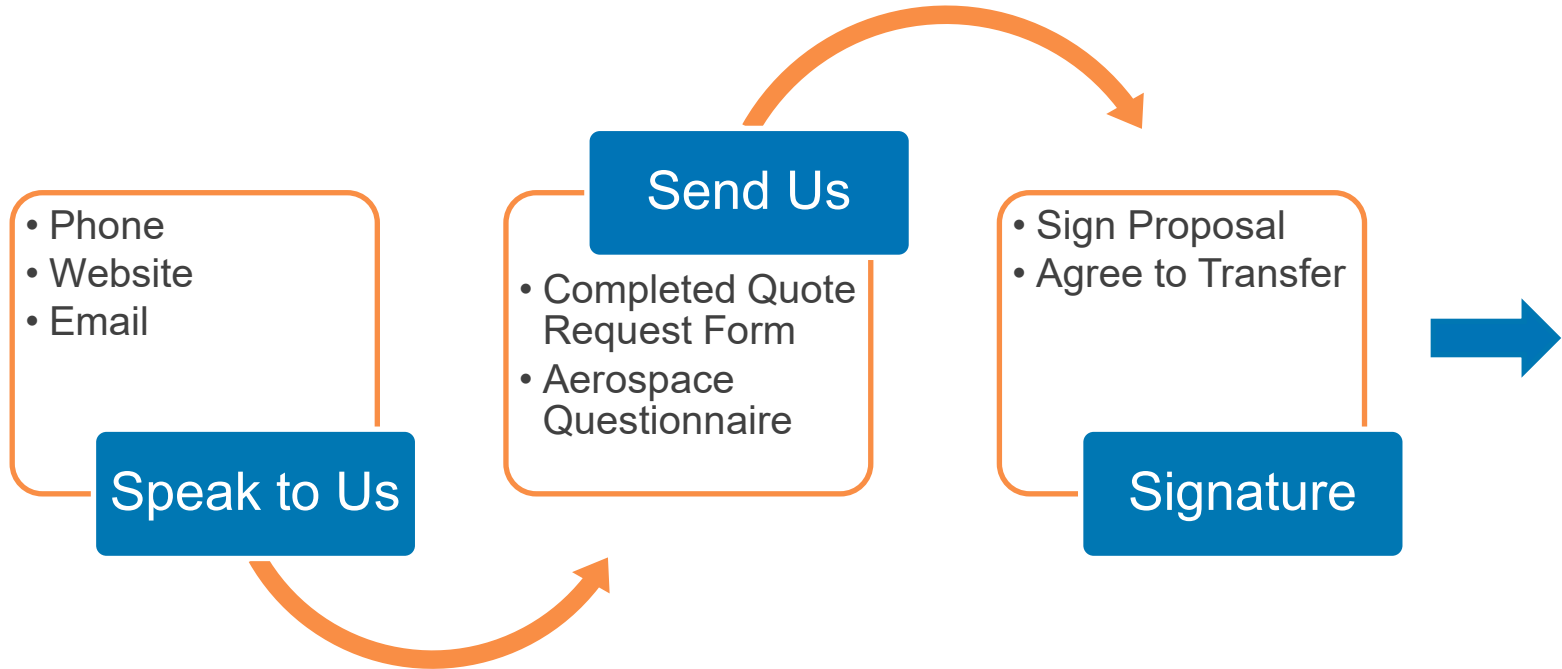 • Phone
• Website
• Email
Speak to Us
Send Us
• Completed Quote
Request Form
• Aerospace
Questionnaire
• Sign Proposal
• Agree to Transfer
Signature